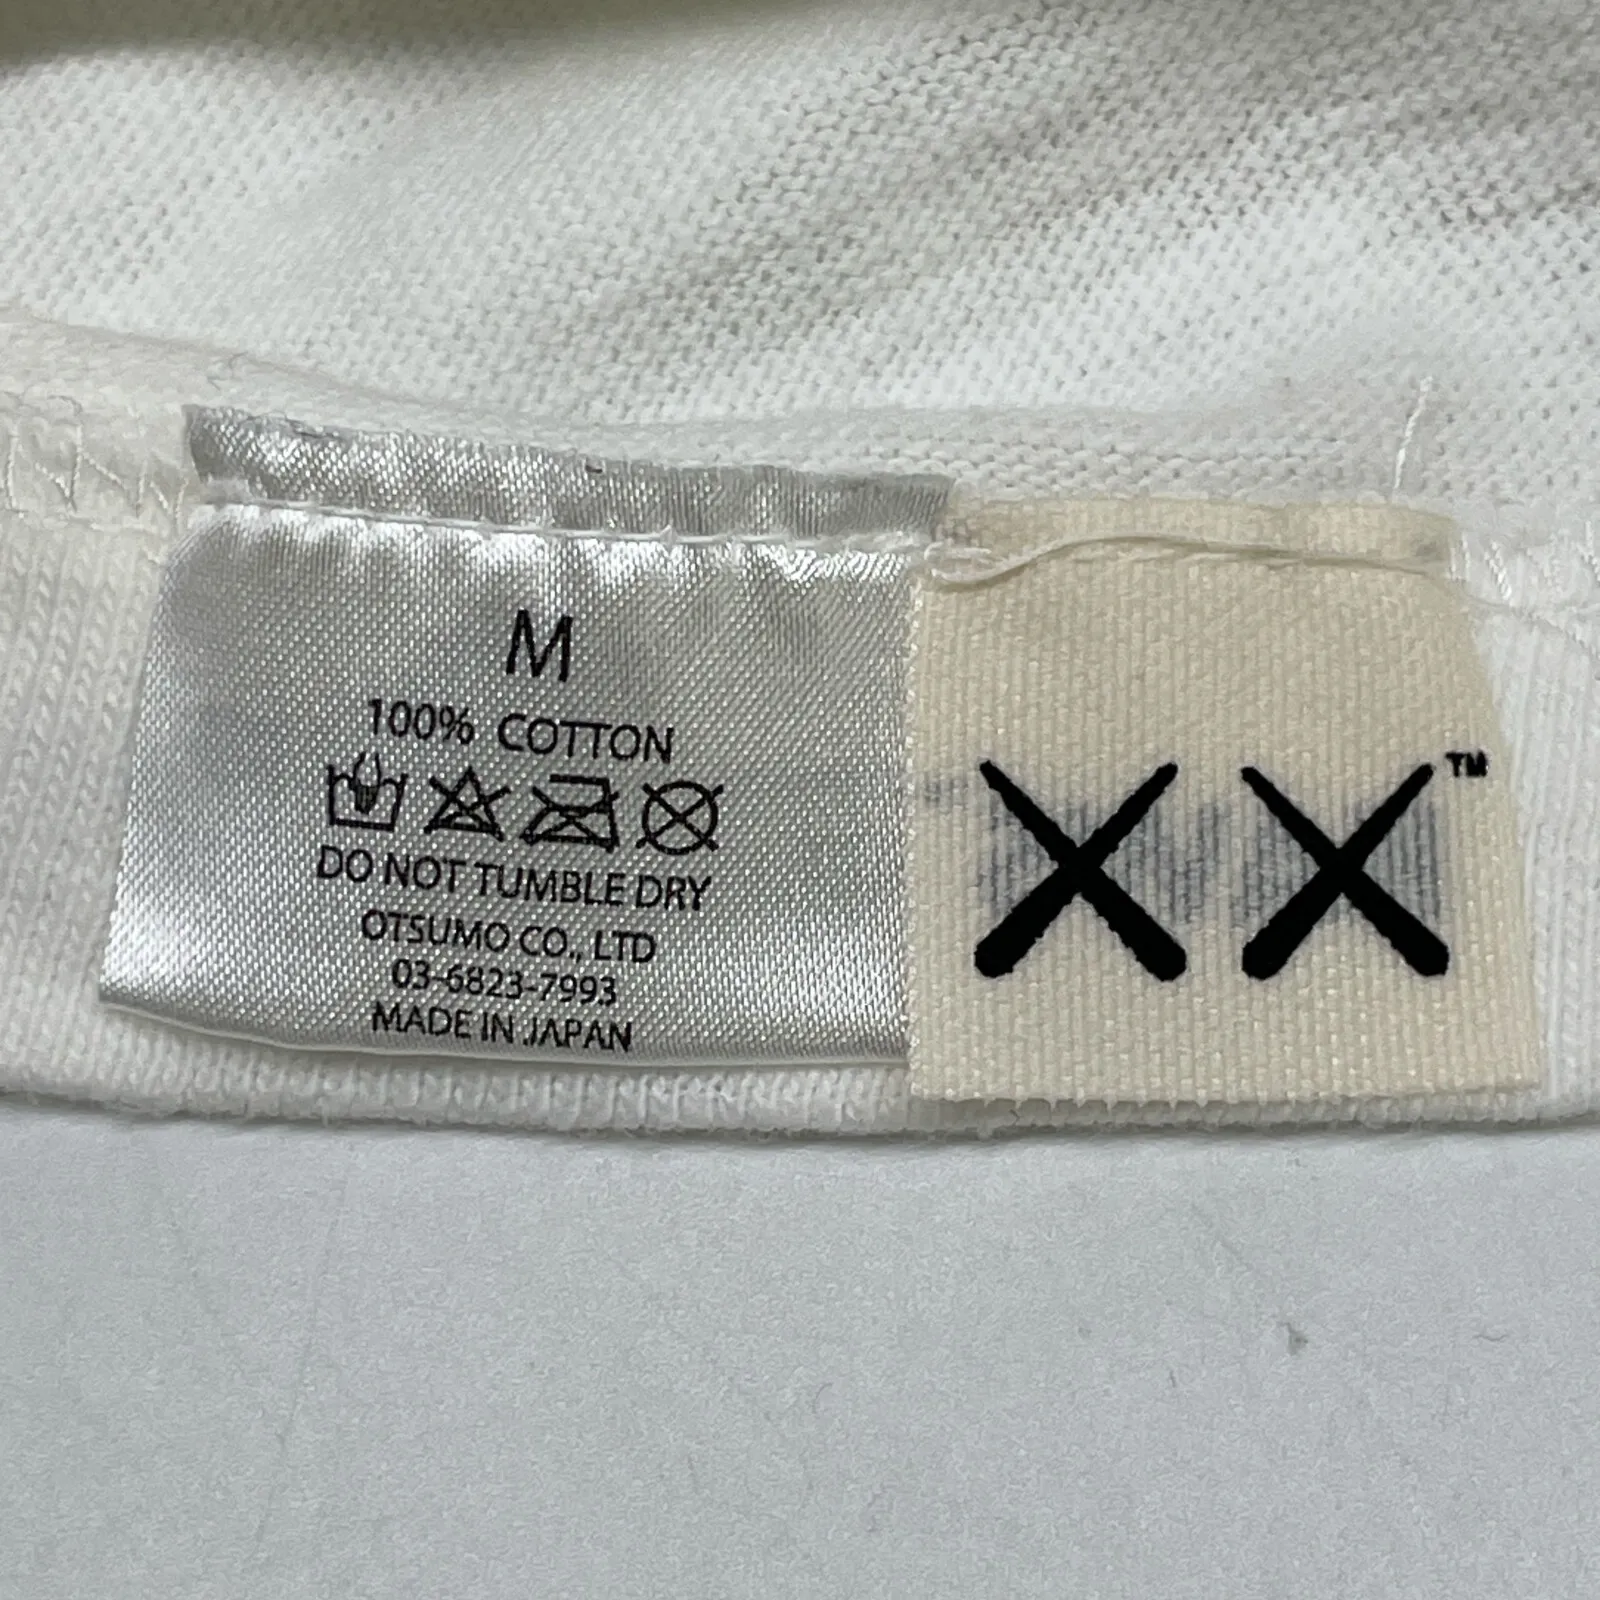 M
100% COTTON
DO NOT TUMBLE DRY
OTSUMO CO., LTD
03-6823-7993
MADE IN JAPAN
XX™